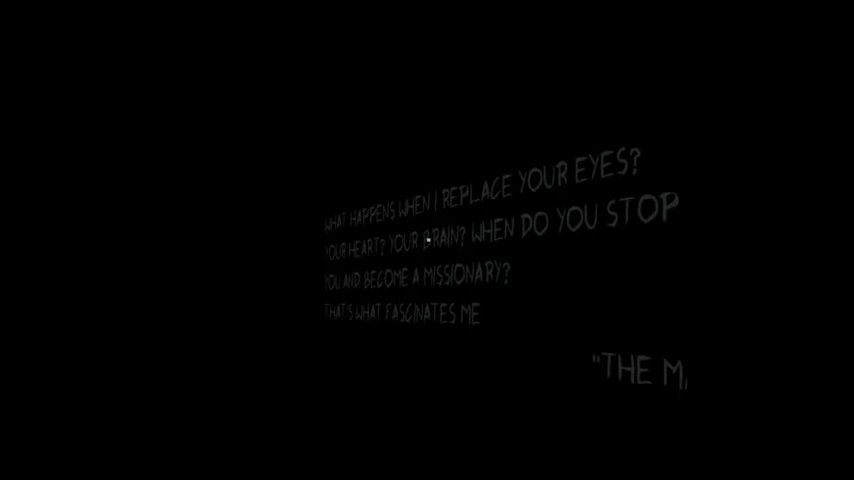 WHAT HAPPENS WHEN I REPLACE YOUR EYES?
YOUR HEART? YOUR BRAIN? WHEN DO YOU STOP
YOU AND BECOME A MISSIONARY?
THAT'S WHAT FASCINATES ME
"THE